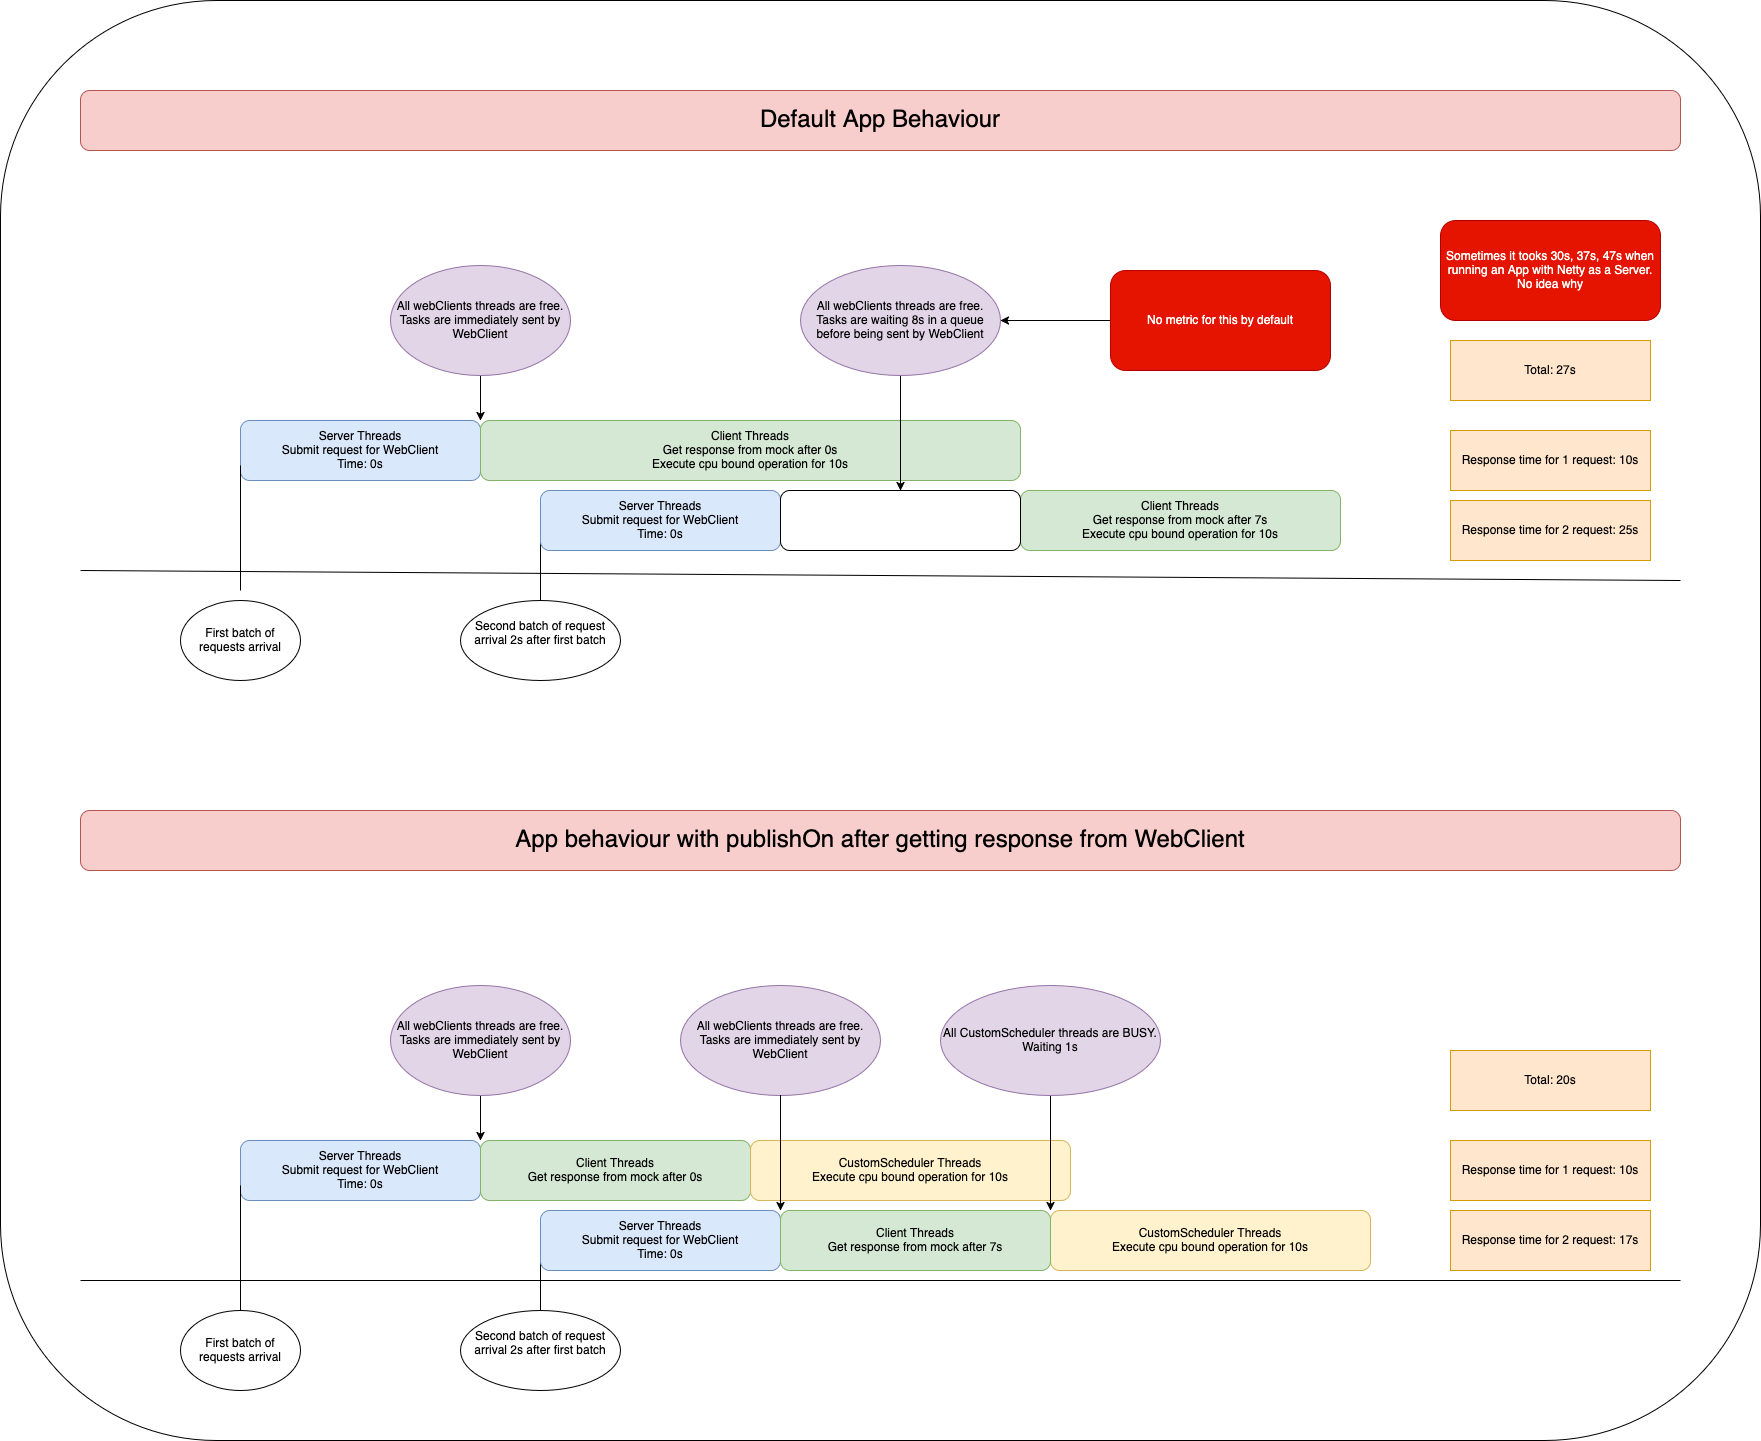 Default App Behaviour
Sometimes it tooks 30s, 37s, 47s when
running an App with Netty as a Server.
No idea why
All webClients threads are free.
Tasks are immediately sent by
WebClient
All webClients threads are free.
Tasks are waiting 8s in a queue
before being sent by WebClient
No metric for this by default
Total: 27s
Server Threads
Submit request for WebClient
Time: 0s
Client Threads
Get response from mock after 0s
Execute cpu bound operation for 10s
Response time for 1 request: 10s
Server Threads
Submit request for WebClient
Time: 0s
Client Threads
Get response from mock after 7s
Execute cpu bound operation for 10s
Response time for 2 request: 25s
First batch of
requests arrival
Second batch of request
arrival 2s after first batch
App behaviour with publishOn after getting response from WebClient
All webClients threads are free.
Tasks are immediately sent by
WebClient
All webClients threads are free.
Tasks are immediately sent by
WebClient
All CustomScheduler threads are BUSY.
Waiting 1s
Total: 20s
Server Threads
Submit request for WebClient
Time: 0s
Client Threads
Get response from mock after 0s
CustomScheduler Threads
Execute cpu bound operation for 10s
Response time for 1 request: 10s
Server Threads
Submit request for WebClient
Time: 0s
Client Threads
Get response from mock after 7s
CustomScheduler Threads
Execute cpu bound operation for 10s
Response time for 2 request: 17s
First batch of
requests arrival
Second batch of request
arrival 2s after first batch